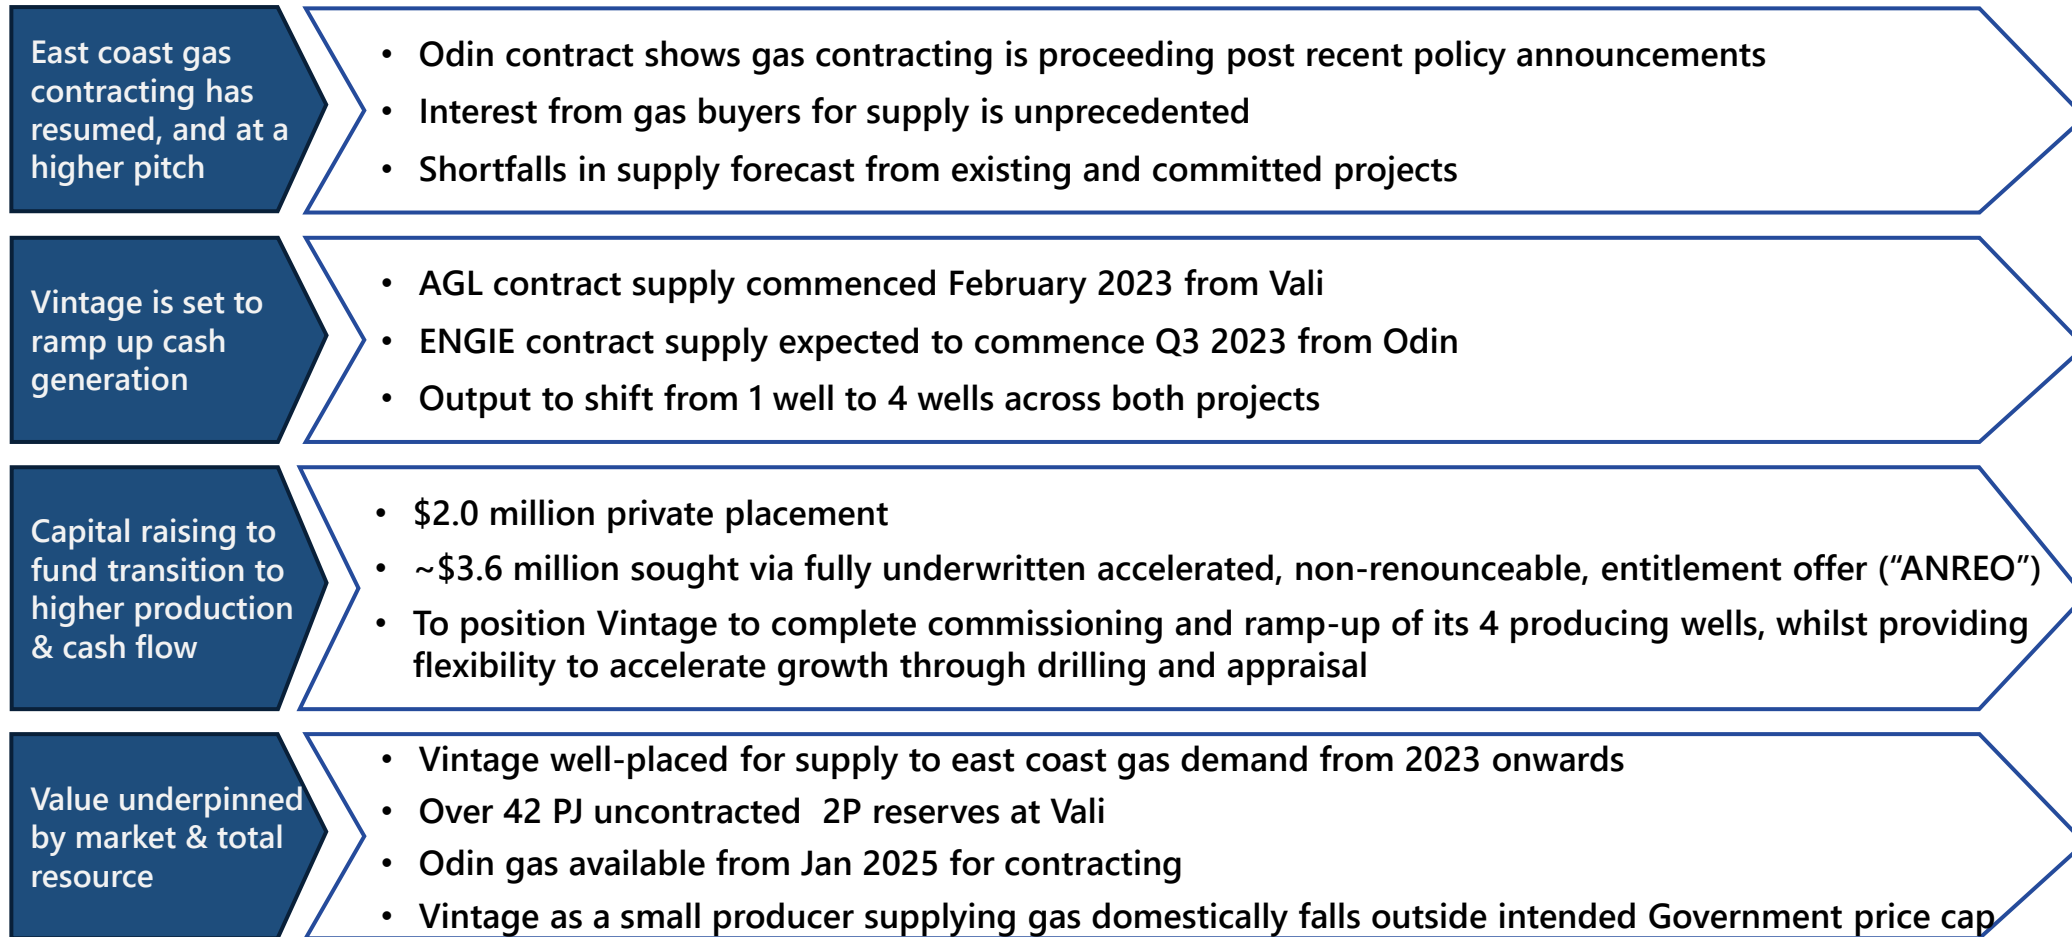 East coast gas
contracting has
resumed, and at a
higher pitch
• Odin contract shows gas contracting is proceeding post recent policy announcements
• Interest from gas buyers for supply is unprecedented
• Shortfalls in supply forecast from existing and committed projects
Vintage is set to
ramp up cash
generation
• AGL contract supply commenced February 2023 from Vali
• ENGIE contract supply expected to commence Q3 2023 from Odin
• Output to shift from 1 well to 4 wells across both projects
Capital raising to
fund transition to
higher production
& cash flow
• $2.0 million private placement
• ~$3.6 million sought via fully underwritten accelerated, non-renounceable, entitlement offer (“ANREO”)
• To position Vintage to complete commissioning and ramp-up of its 4 producing wells, whilst providing
flexibility to accelerate growth through drilling and appraisal
Value underpinned
by market & total
resource
• Vintage well-placed for supply to east coast gas demand from 2023 onwards
• Over 42 PJ uncontracted  2P reserves at Vali
• Odin gas available from Jan 2025 for contracting
• Vintage as a small producer supplying gas domestically falls outside intended Government price cap